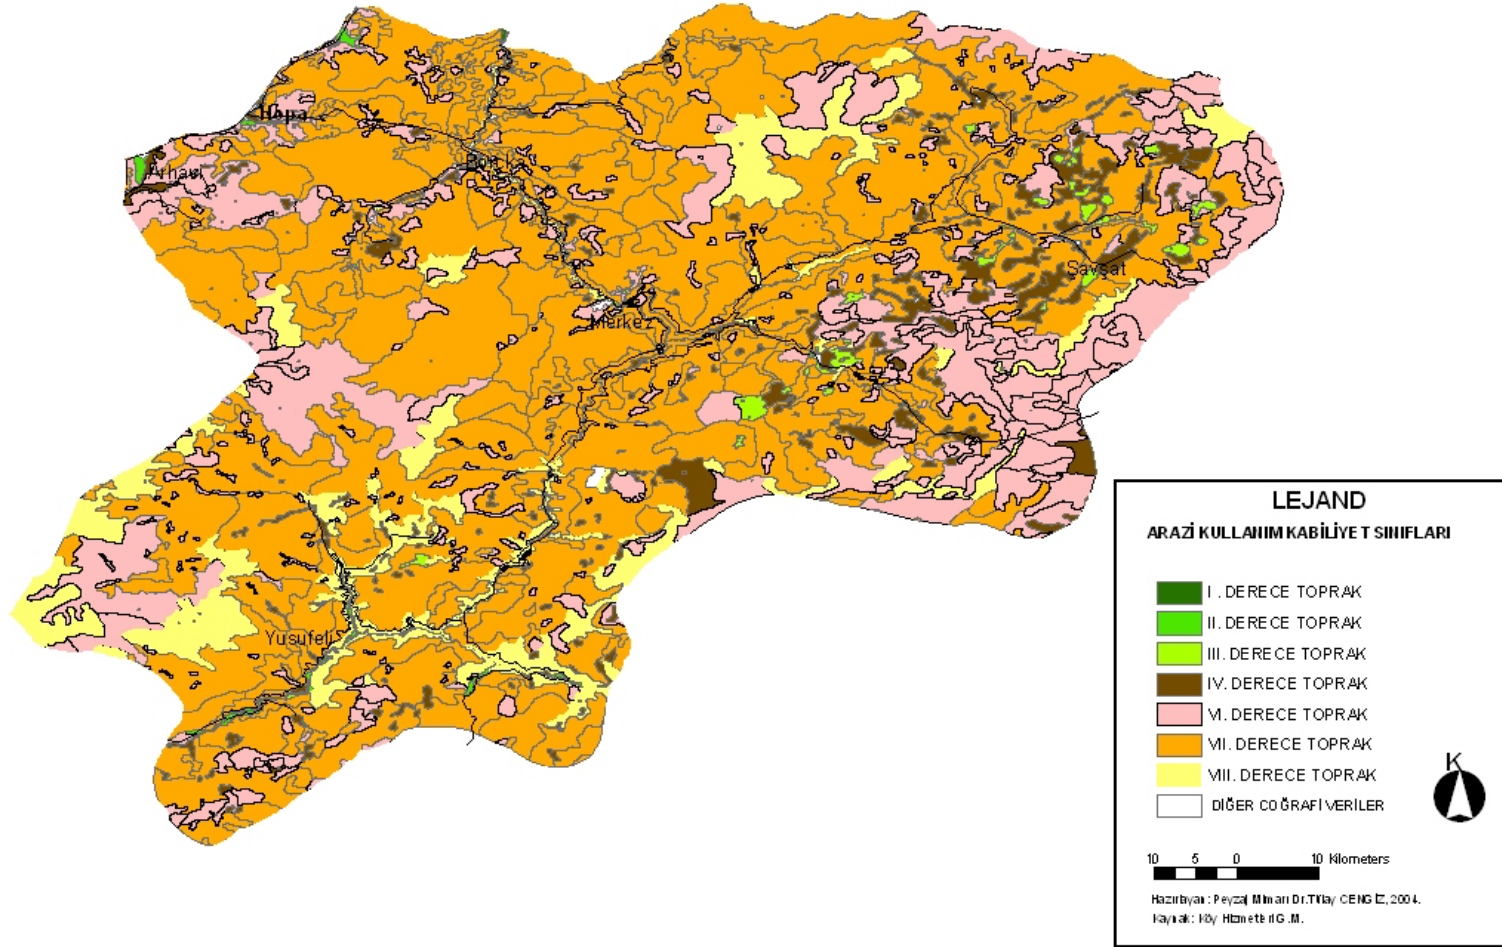 Hopa
Arhavi
Borçka
Şavşat
Merkez
Yusufeli
LEJAND
ARAZİ KULLANIM KABİLİYET SINIFLARI
I. DERECE TOPRAK
II. DERECE TOPRAK
III. DERECE TOPRAK
IV. DERECE TOPRAK
VI. DERECE TOPRAK
VII. DERECE TOPRAK
VIII. DERECE TOPRAK
DİĞER COĞRAFİ VERİLER
K
10 5 0 10 Kilometers
Hazırlayan: Peyzaj Mimarı Dr.Tülay CENGİZ, 2004.
Kaynak: Köy Hizmetleri G.M.